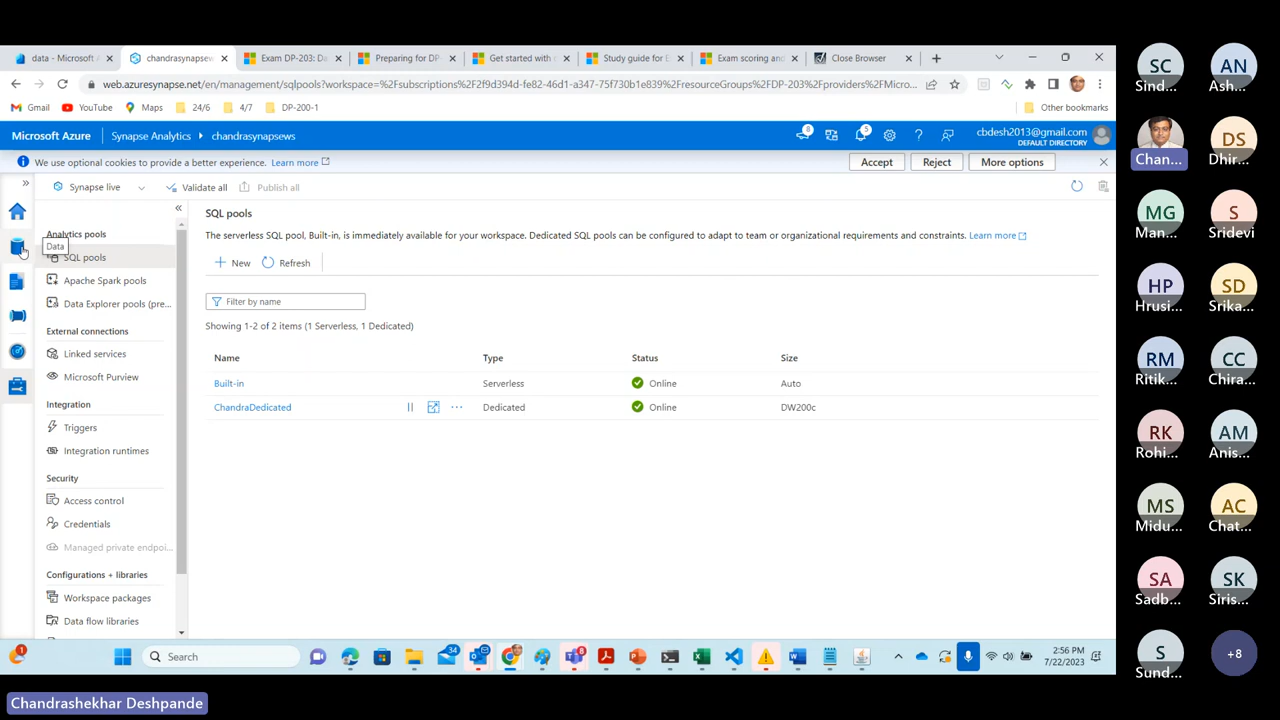 data - Microsoft A
chandrasynapsew
Exam DP-203: Da
Preparing for DP-
Get started with
Study guide for E
Exam scoring an
Close Browser
web.azuresynapse.net/en/management/sqlpools?workspace=%2Fsubscriptions%2F2f9d394d-fe82-46d1-a75f730b1e839%2FresourceGroups%2FDP-203%2Fproviders%2FMicro...
Gmail
YouTube
Maps
24/6
4/7
DP-200-1
Other bookmarks
Microsoft Azure
Synapse Analytics
chandrasynapsews
8
5
cbdesh2013@gmail.com
DEFAULT DIRECTORY
We use optional cookies to provide a better experience. Learn more
Accept
Reject
More options
Synapse live
Validate all
Publish all
Analytics pools
Data
SQL pools
Apache Spark pools
Data Explorer pools (pre...
External connections
Linked services
Microsoft Purview
Integration
Triggers
Integration runtimes
Security
Access control
Credentials
Managed private endpoi...
Configurations + libraries
Workspace packages
Data flow libraries
SQL pools
The serverless SQL pool, Built-in, is immediately available for your workspace. Dedicated SQL pools can be configured to adapt to team or organizational requirements and constraints. Learn more
New
Refresh
Filter by name
Showing 1-2 of 2 items (1 Serverless, 1 Dedicated)
Name Type Status Size
Built-in Serverless Online Auto
ChandraDedicated Dedicated Online DW200c
1
Search
34
8
2:56 PM
7/22/2023
SC
Sind...
AN
Ash...
Chan...
DS
Dhir...
MG
Man...
S
Sridevi
HP
Hrusi...
SD
Srika...
RM
Ritik...
CC
Chira...
RK
Rohi...
AM
Anis...
MS
Midu...
AC
Chat...
SA
Sadb...
SK
Siris...
S
Sund...
+8
Chandrashekhar Deshpande